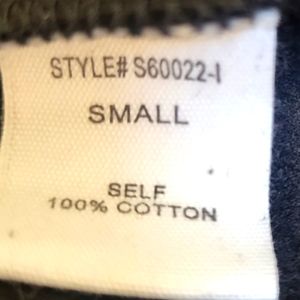 STYLE# S60022-I
SMALL
SELF
100% COTTON